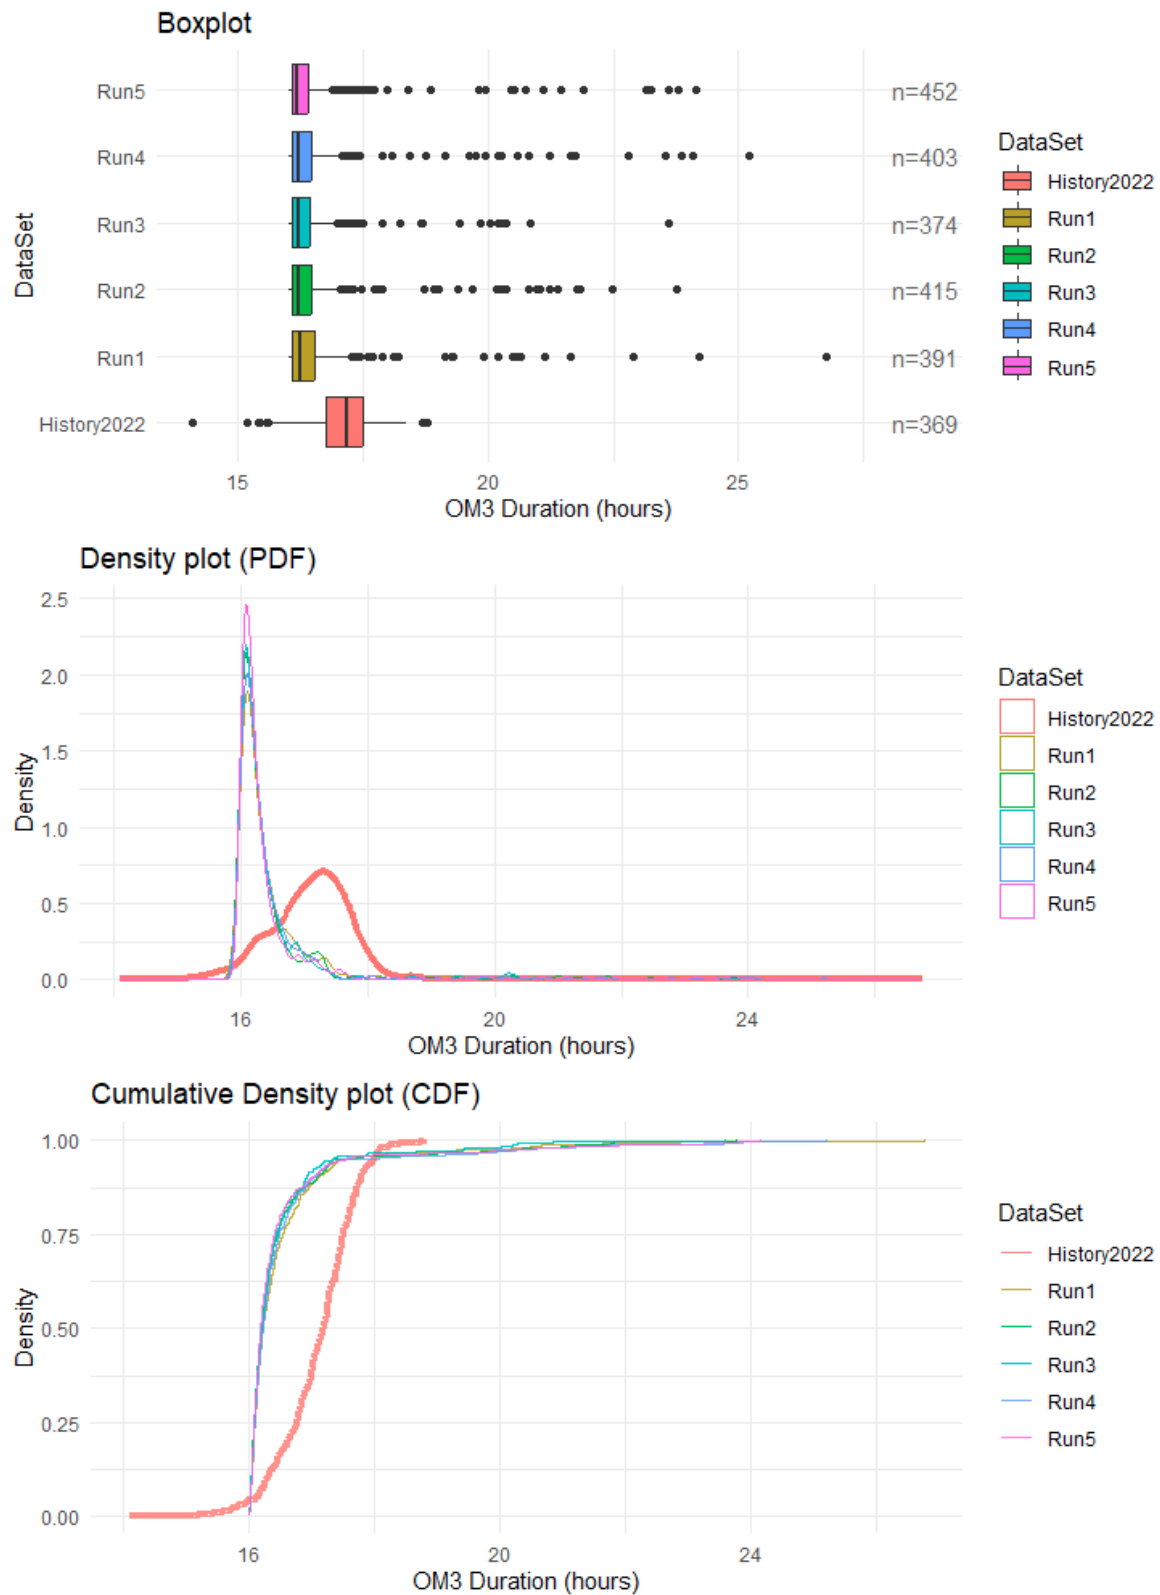 Boxplot
DataSet
Run5
Run4
Run3
Run2
Run1
History2022
n=452
n=403
n=374
n=415
n=391
n=369
15 20 25
OM3 Duration (hours)
DataSet
History2022
Run1
Run2
Run3
Run4
Run5
Density plot (PDF)
Density
2.5
2.0
1.5
1.0
0.5
0.0
16 20 24
OM3 Duration (hours)
DataSet
History2022
Run1
Run2
Run3
Run4
Run5
Cumulative Density plot (CDF)
Density
1.00
0.75
0.50
0.25
0.00
16 20 24
OM3 Duration (hours)
DataSet
History2022
Run1
Run2
Run3
Run4
Run5